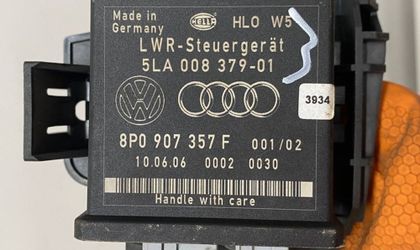 Made in
Germany
HELLA
HLO W5
LWR-Steuergerät
5LA 008 379-01
3934
8P0 907 357 F 001/02
10.06.06 0002 0030
Handle with care